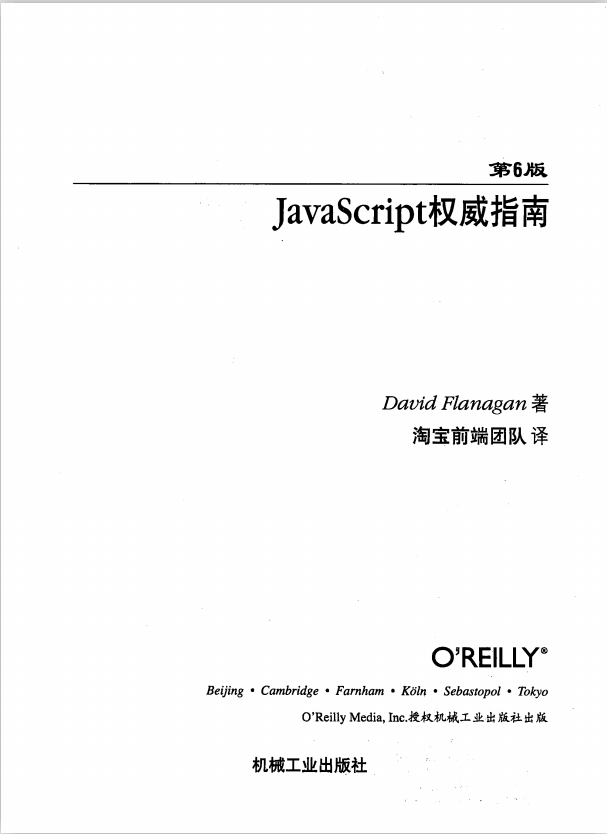 第6版
JavaScript权威指南
David Flanagan 著
淘宝前端团队 译
O'REILLY®
Beijing • Cambridge • Farnham • Köln • Sebastopol • Tokyo
O'Reilly Media, Inc.授权机械工业出版社出版
机械工业出版社